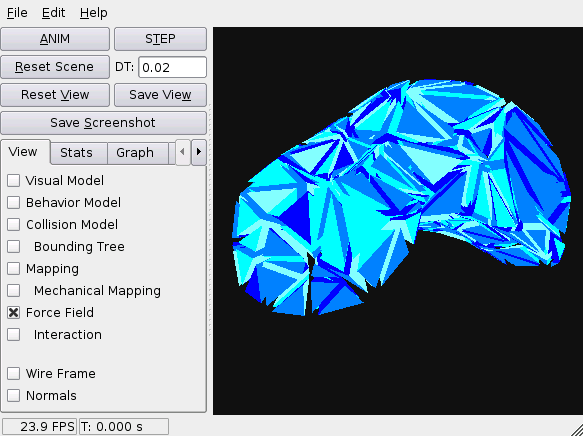 File Edit Help
ANIM STEP
Reset Scene DT: 0.02
Reset View Save View
Save Screenshot
View Stats Graph
Visual Model
Behavior Model
Collision Model
Bounding Tree
Mapping
Mechanical Mapping
Force Field
Interaction
Wire Frame
Normals
23.9 FPS T: 0.000 s